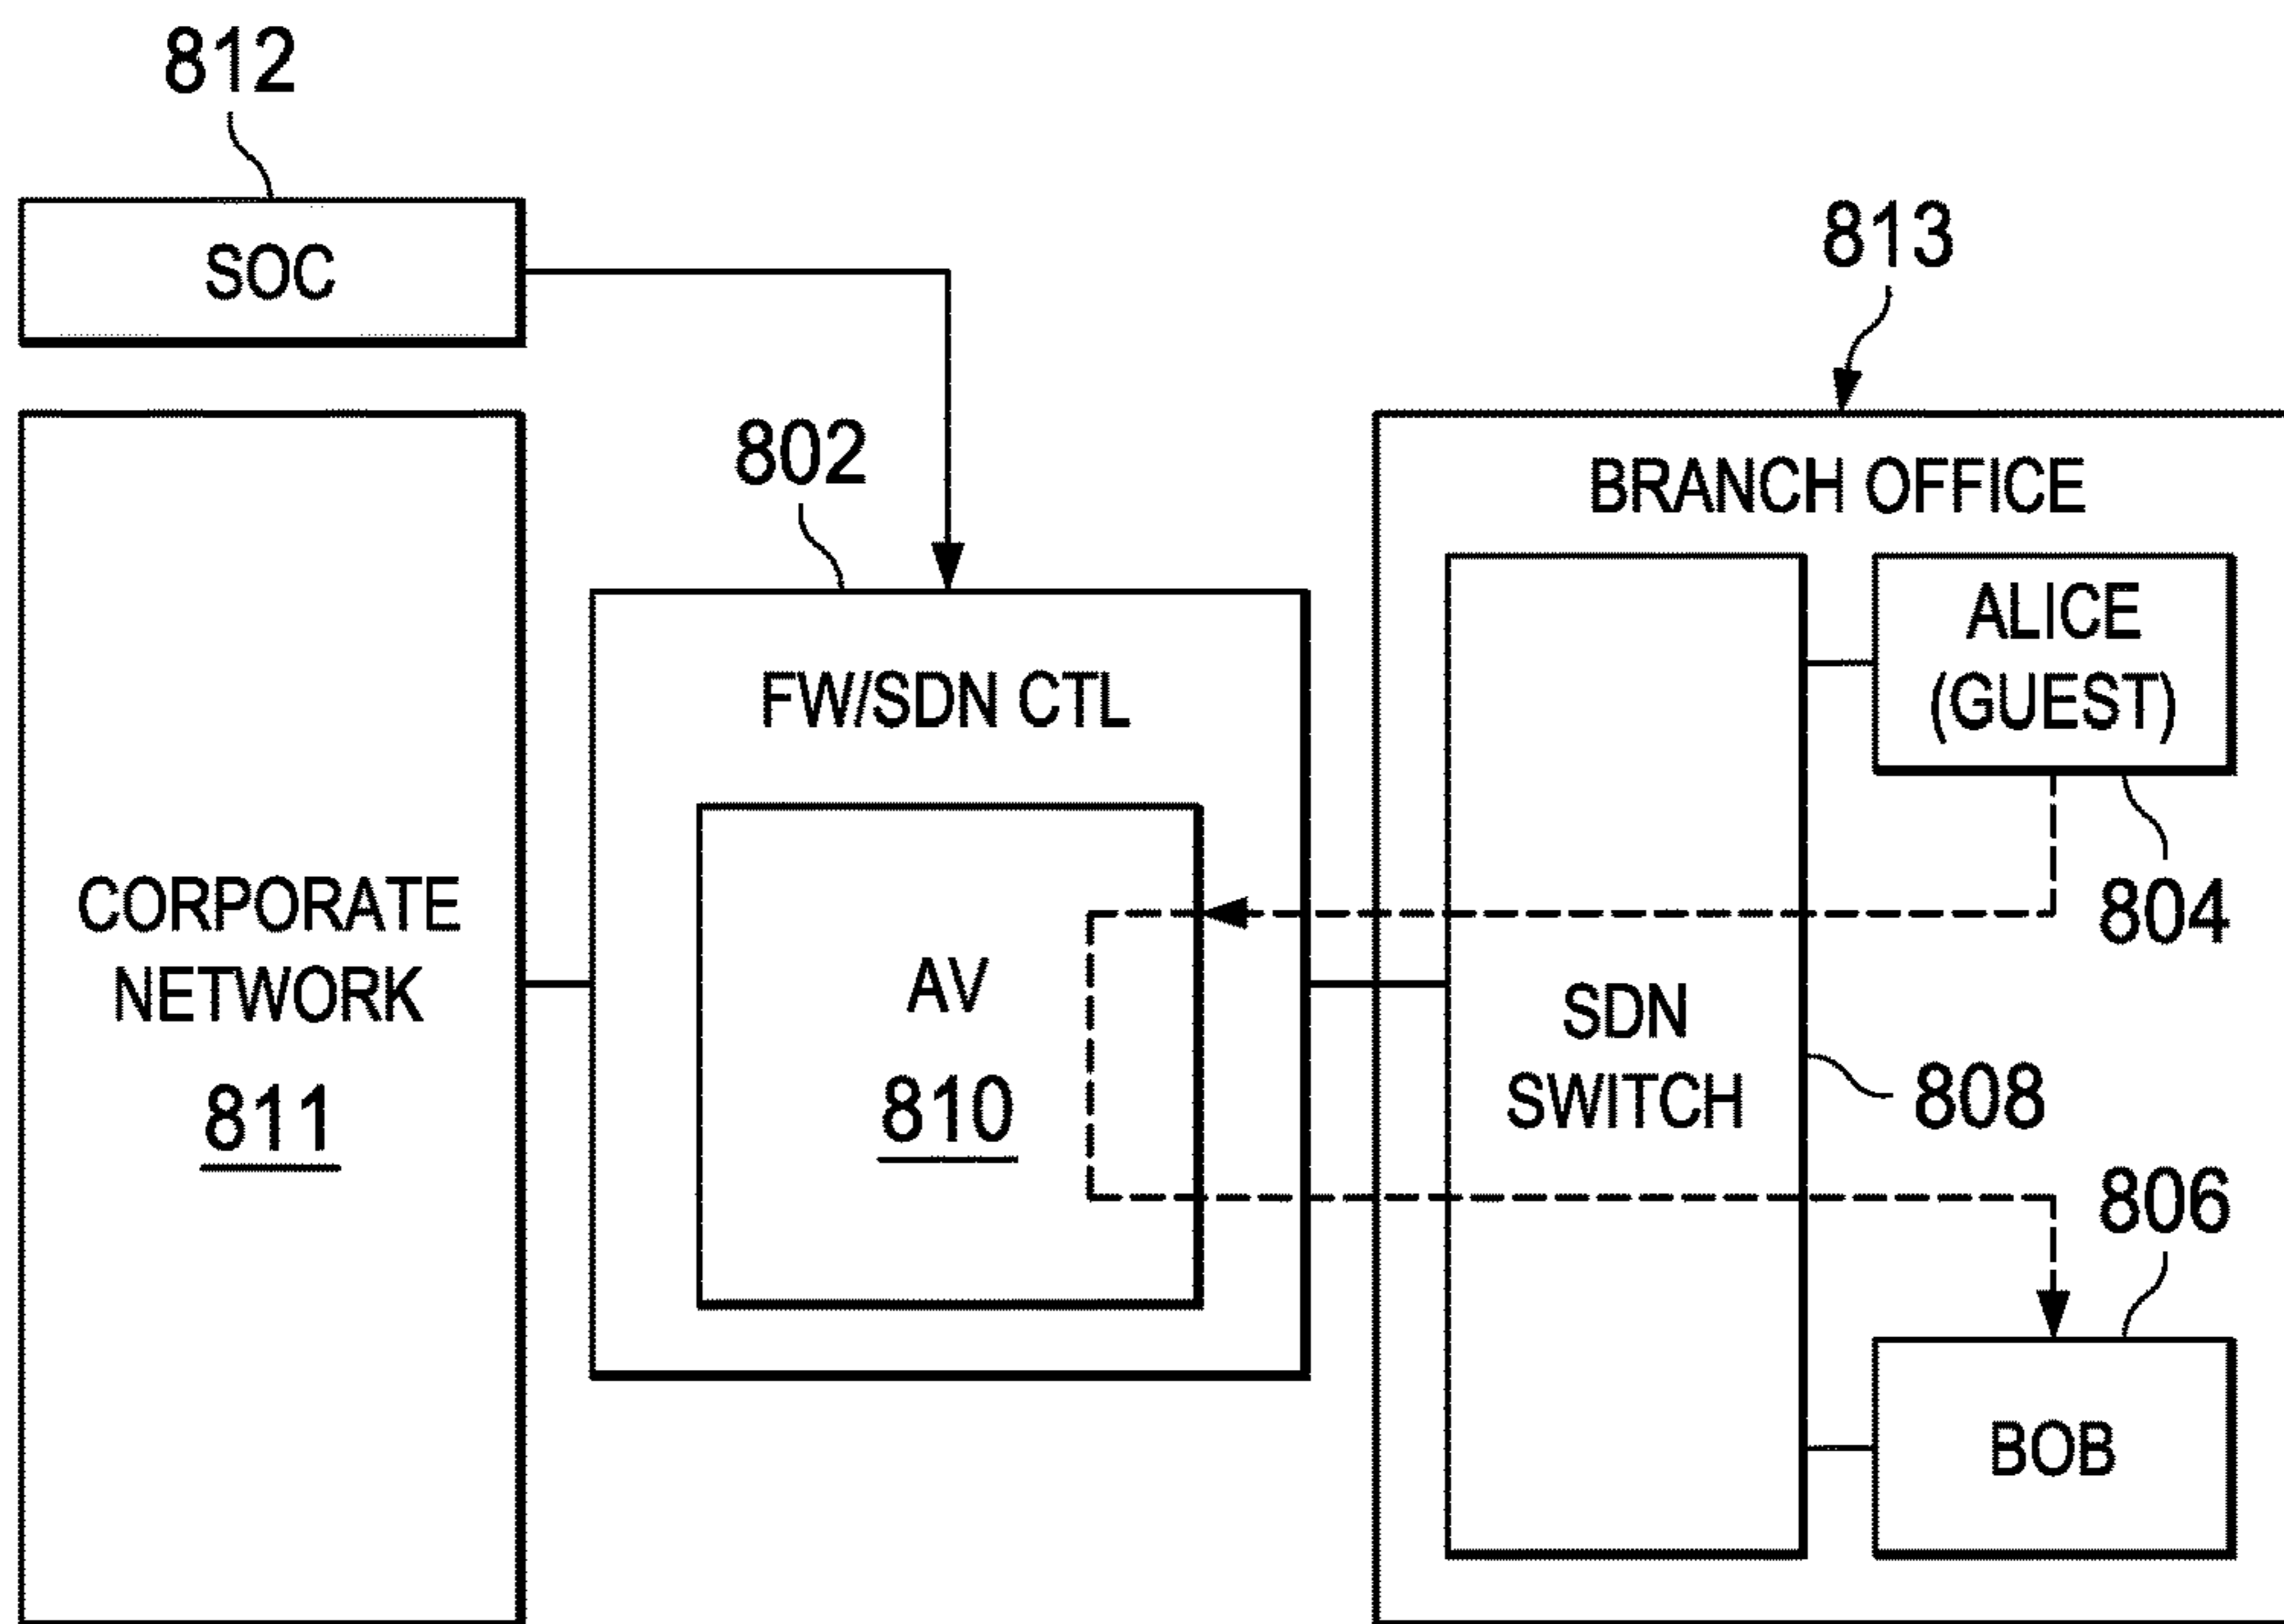 812
SOC
813
802
BRANCH OFFICE
FW/SDN CTL
ALICE
(GUEST)
804
CORPORATE
NETWORK
811
AV
810
SDN
SWITCH
808
806
BOB